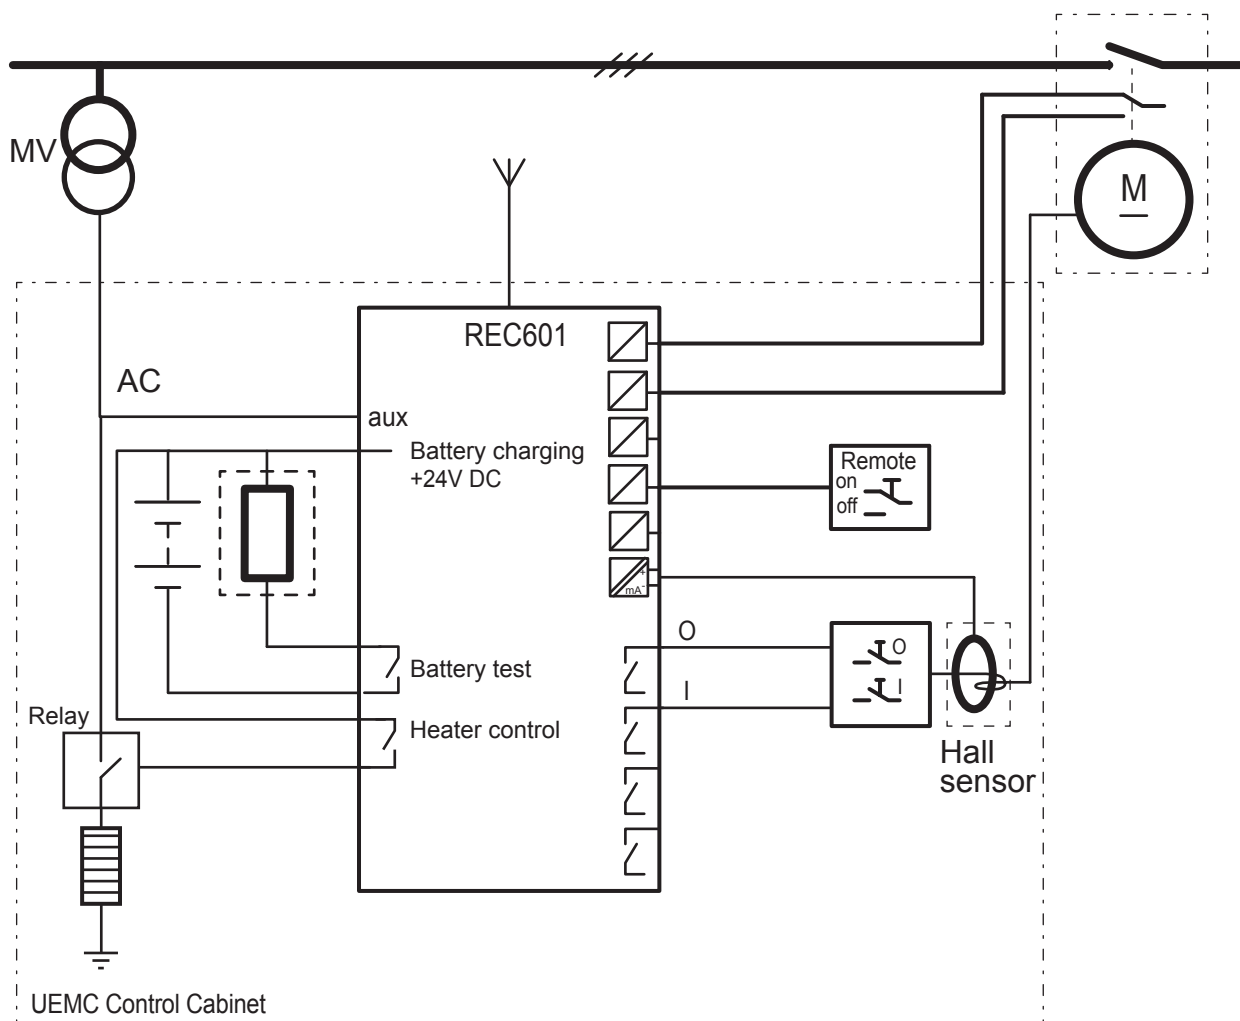 MV
M
REC601
AC
aux
Battery charging
+24V DC
Remote
on
off
+
mA-
O
I
O
I
Battery test
Relay
Heater control
Hall
sensor
UEMC Control Cabinet